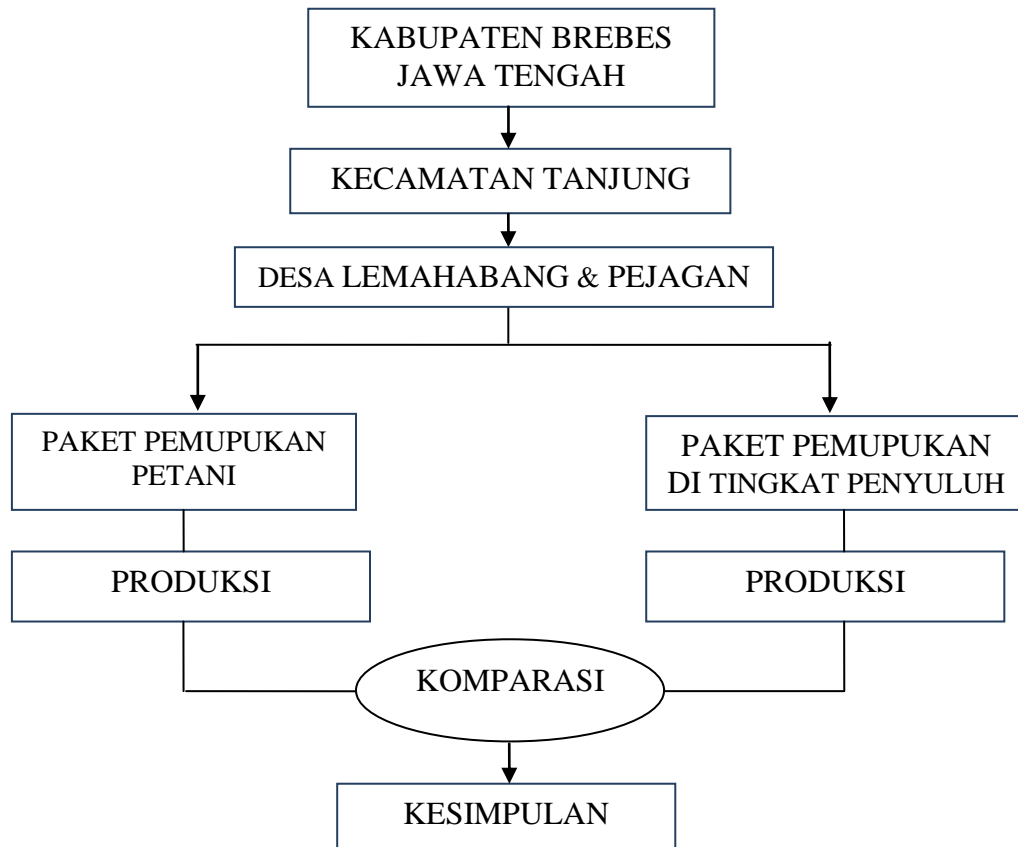 KABUPATEN BREBES
JAWA TENGAH
KECAMATAN TANJUNG
DESA LEMAHABANG & PEJAGAN
PAKET PEMUPUKAN
PETANI
PAKET PEMUPUKAN
DI TINGKAT PENYULUH
PRODUKSI
PRODUKSI
KOMPARASI
KESIMPULAN